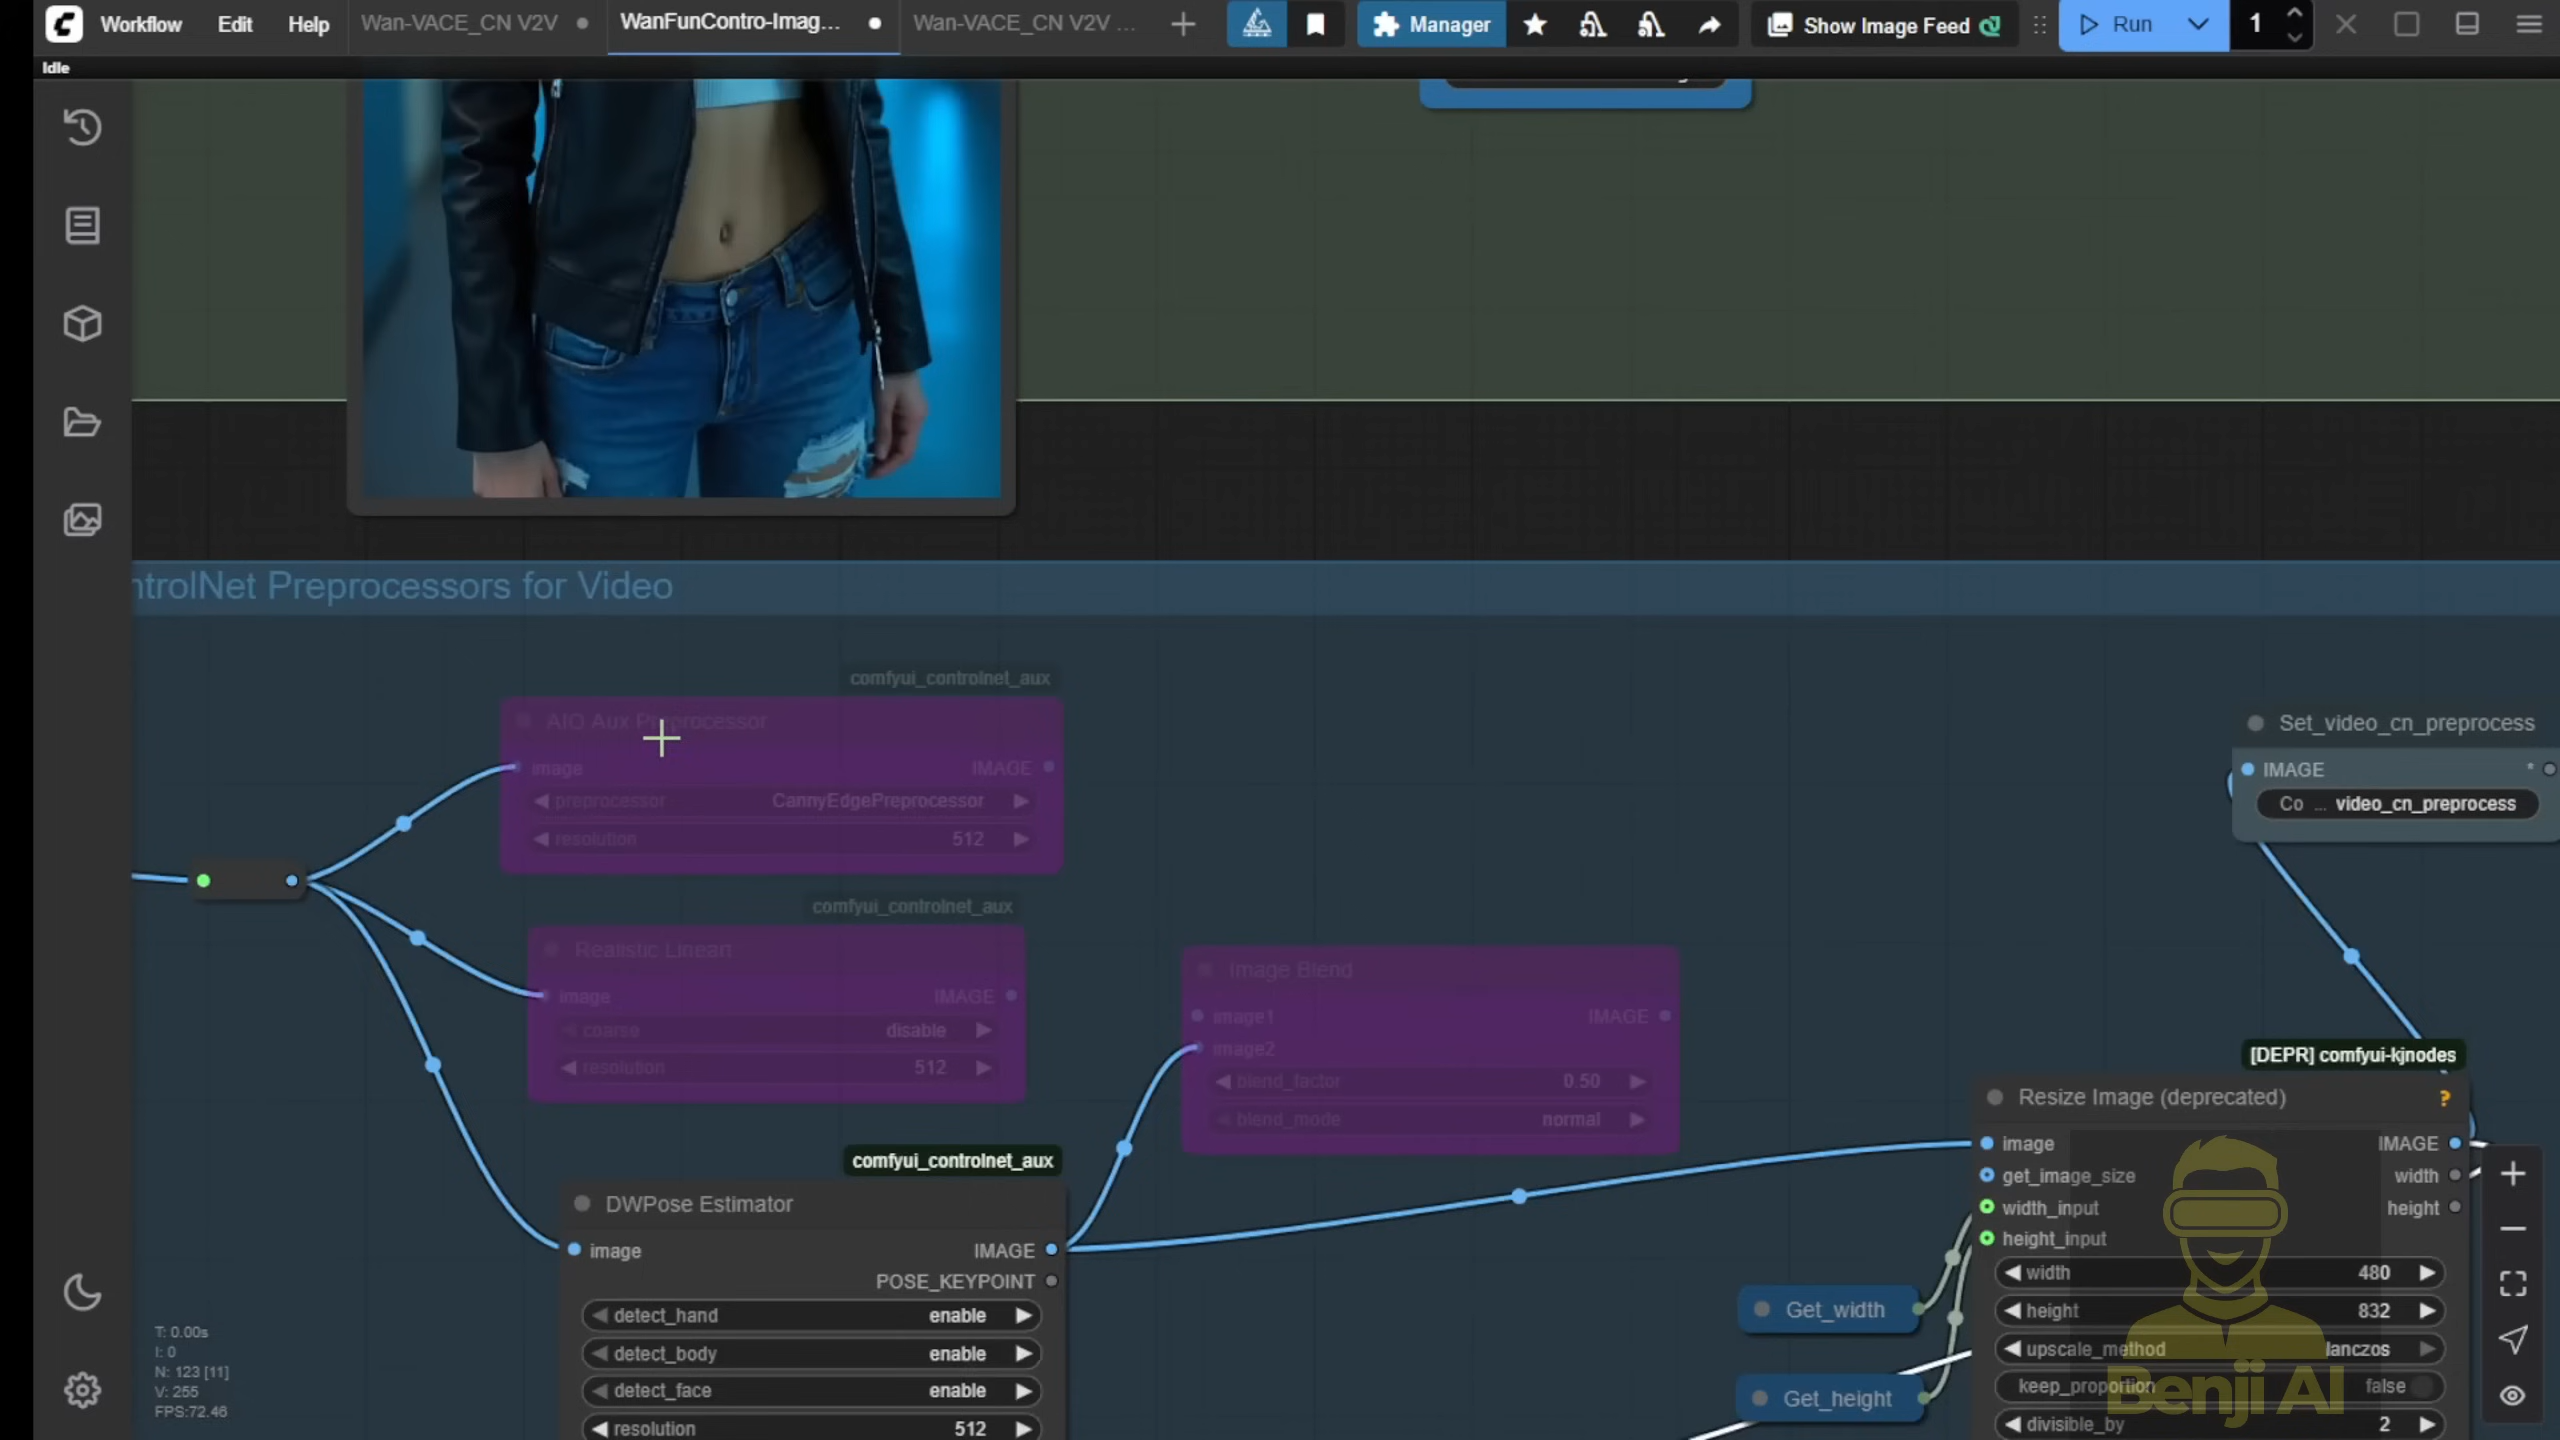 Workflow
Edit
Help
Wan-VACE_CN V2V
WanFunContro-Imag...
Wan-VACE_CN V2V ...
Manager
Show Image Feed
Run
1
Idle
ntrolNet Preprocessors for Video
comfyui_controlnet_aux
AIO Aux Preprocessor
image
IMAGE
preprocessor
CannyEdgePreprocessor
resolution
512
comfyui_controlnet_aux
Realistic Lineart
image
IMAGE
coarse
disable
resolution
512
Image Blend
image1
IMAGE
image2
blend_factor
0.50
blend_mode
normal
comfyui_controlnet_aux
DWPose Estimator
image
IMAGE
POSE_KEYPOINT
detect_hand
enable
detect_body
enable
detect_face
enable
resolution
512
Set_video_cn_preprocess
IMAGE
*
Co ... video_cn_preprocess
[DEPR] comfyui-kjnodes
Resize Image (deprecated)
?
image
IMAGE
get_image_size
width
width_input
height
height_input
width
480
height
832
upscale_method
lanczos
keep_proportion
false
divisible_by
2
Get_width
Get_height
T: 0.00s
I: 0
N: 123 [11]
V: 255
FPS:72.46
Benji AI